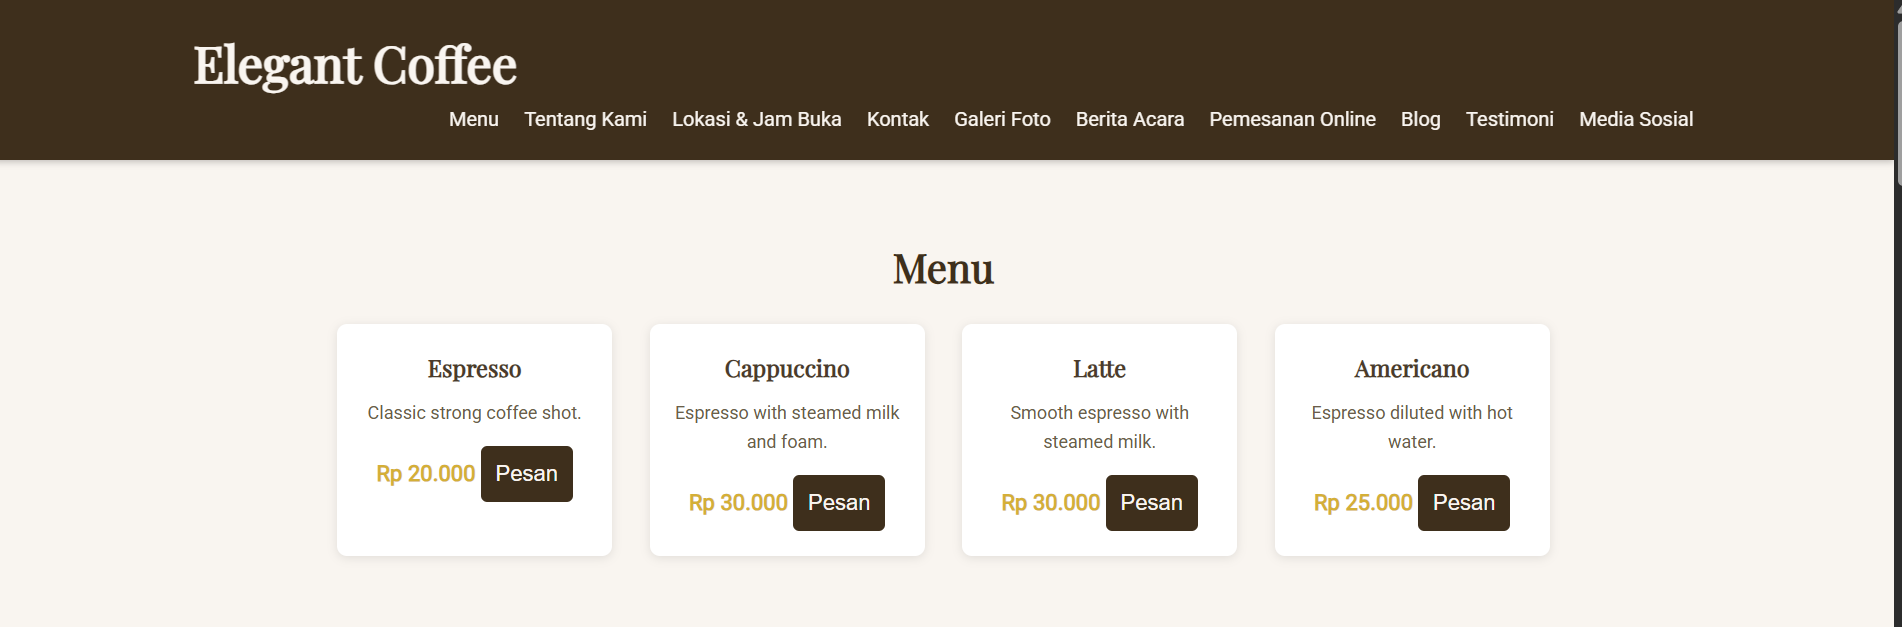 Elegant Coffee
Menu Tentang Kami Lokasi & Jam Buka Kontak Galeri Foto Berita Acara Pemesanan Online Blog Testimoni Media Sosial
Menu
Espresso
Classic strong coffee shot.
Rp 20.000 Pesan
Cappuccino
Espresso with steamed milk
and foam.
Rp 30.000 Pesan
Latte
Smooth espresso with
steamed milk.
Rp 30.000 Pesan
Americano
Espresso diluted with hot
water.
Rp 25.000 Pesan